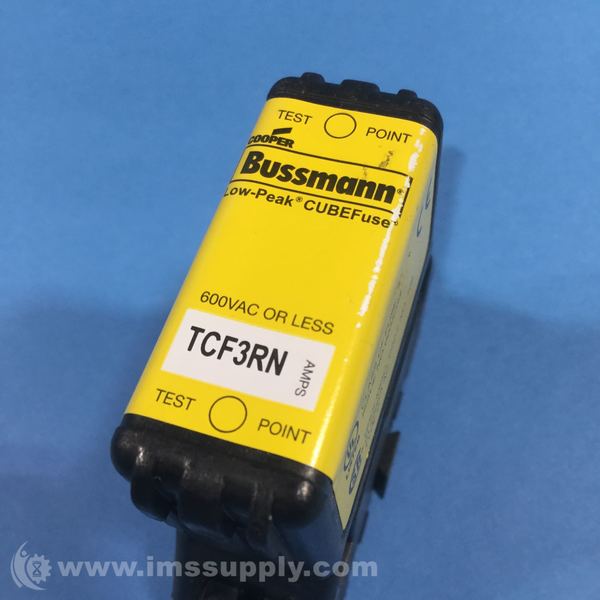 TEST POINT
COOPER
Bussmann®
Low-Peak® CUBEFuse®
600VAC OR LESS
TCF3RN AMPS
TEST POINT
www.imssupply.com